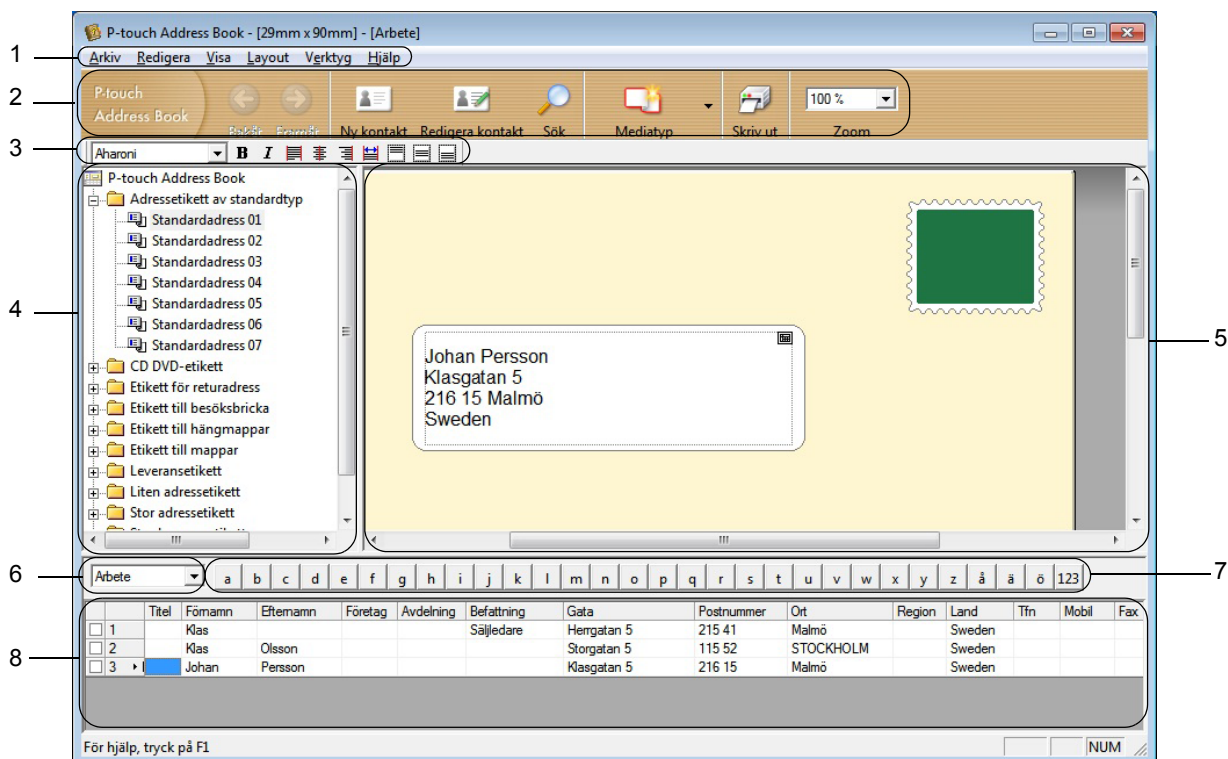 P-touch Address Book - [29mm x 90mm] - [Arbete]
1
Arkiv Redigera Visa Layout Verktyg Hjälp
2
P-touch
Address Book
Bakåt Framåt Ny kontakt Redigera kontakt Sök Mediatyp Skriv ut 100 % Zoom
3
Aharoni B I
4
P-touch Address Book
Adressetikett av standardtyp
Standardadress 01
Standardadress 02
Standardadress 03
Standardadress 04
Standardadress 05
Standardadress 06
Standardadress 07
CD DVD-etikett
Etikett för returadress
Etikett till besöksbricka
Etikett till hängmappar
Etikett till mappar
Leveransetikett
Liten adressetikett
Stor adressetikett
Johan Persson
Klasgatan 5
216 15 Malmö
Sweden
5
6
Arbete a b c d e f g h i j k l m n o p q r s t u v w x y z å ä ö 123
7
8
Titel Förnamn Efternamn Företag Avdelning Befattning Gata Postnummer Ort Region Land Tfn Mobil Fax
1 Klas Säljledare Herrgatan 5 215 41 Malmö Sweden
2 Klas Olsson Storgatan 5 115 52 STOCKHOLM Sweden
3 Johan Persson Klasgatan 5 216 15 Malmö Sweden
För hjälp, tryck på F1
NUM